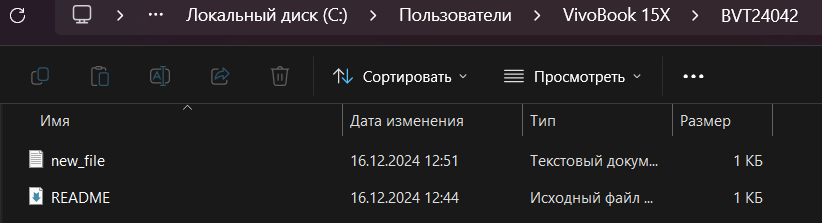 Локальный диск (C:) > Пользователи > VivoBook 15X > BVT24042
Сортировать Просмотреть
Имя Дата изменения Тип Размер
new_file 16.12.2024 12:51 Текстовый докум... 1 КБ
README 16.12.2024 12:44 Исходный файл ... 1 КБ